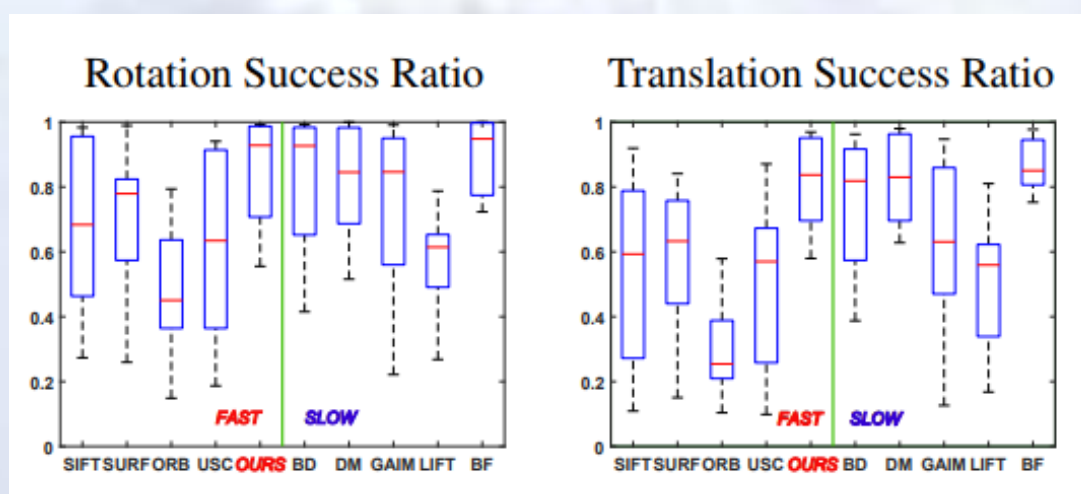 Rotation Success Ratio
1
0.8
0.6
0.4
0.2
0
FAST SLOW
SIFT SURF ORB USC OURS BD DM GAIM LIFT BF
Translation Success Ratio
1
0.8
0.6
0.4
0.2
0
FAST SLOW
SIFT SURF ORB USC OURS BD DM GAIM LIFT BF